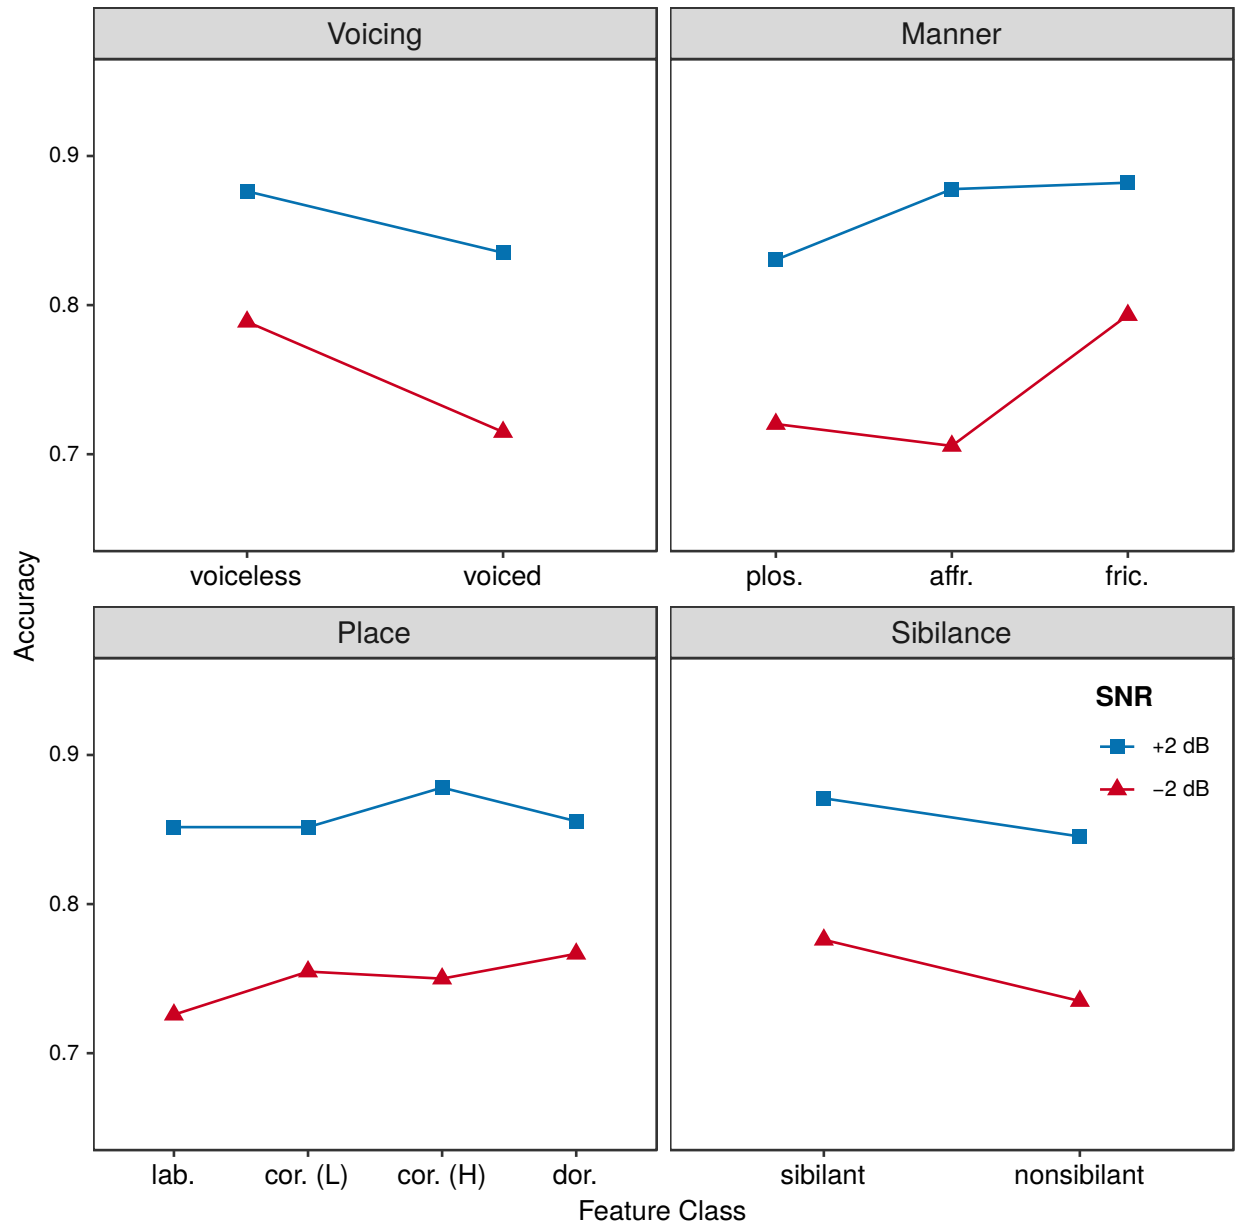 Voicing
Manner
0.9
0.8
0.7
voiceless voiced
plos. affr. fric.
Accuracy
Place
Sibilance
SNR
+2 dB
−2 dB
0.9
0.8
0.7
lab. cor. (L) cor. (H) dor.
sibilant nonsibilant
Feature Class